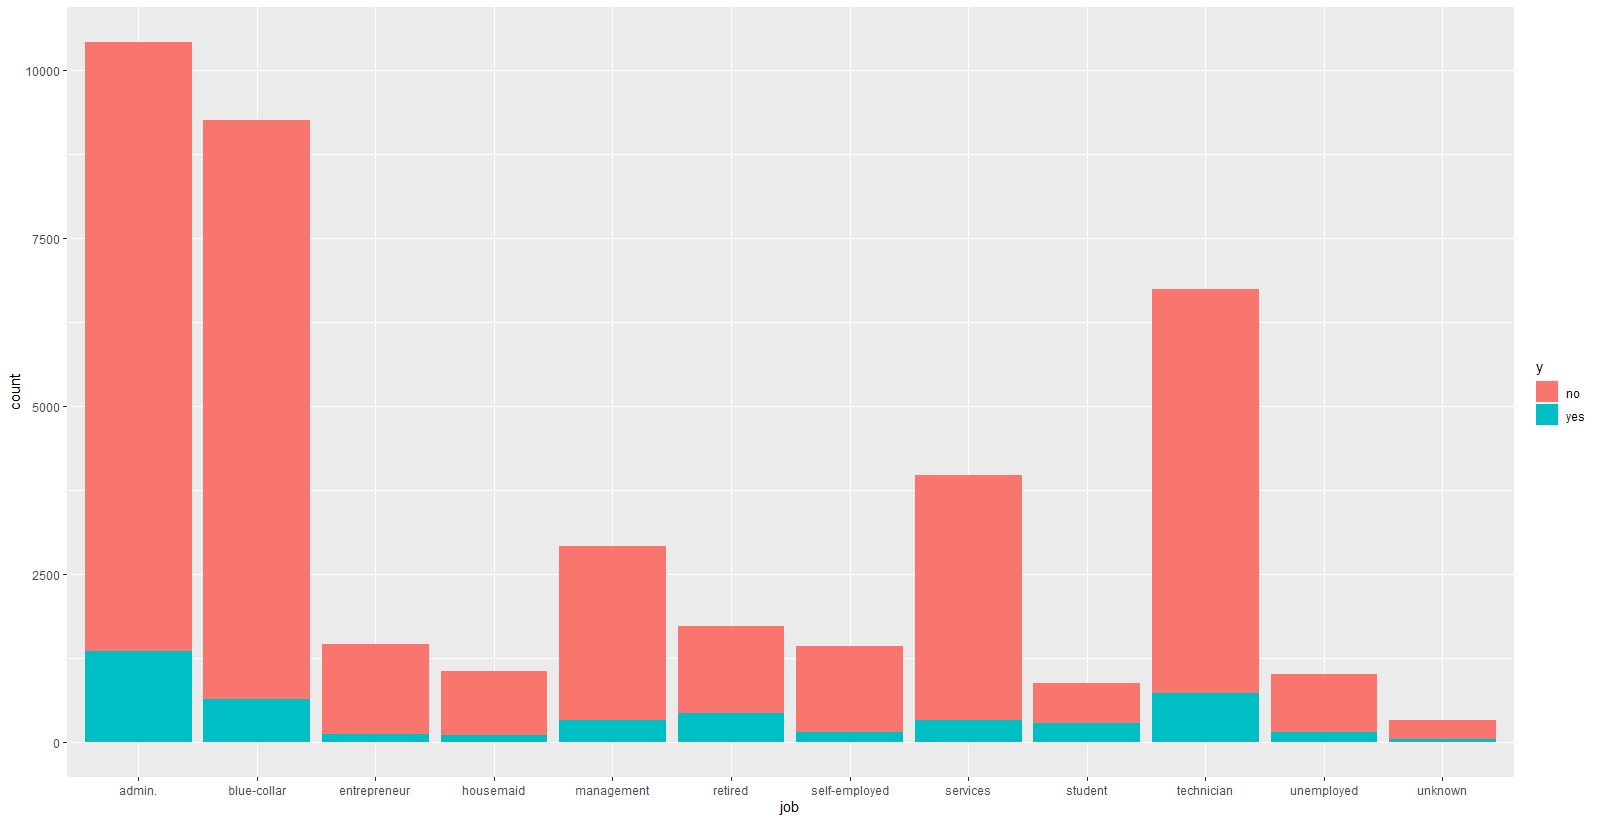 10000
7500
5000
2500
0
count
admin. blue-collar entrepreneur housemaid management retired self-employed services student technician unemployed unknown
job
y
no
yes